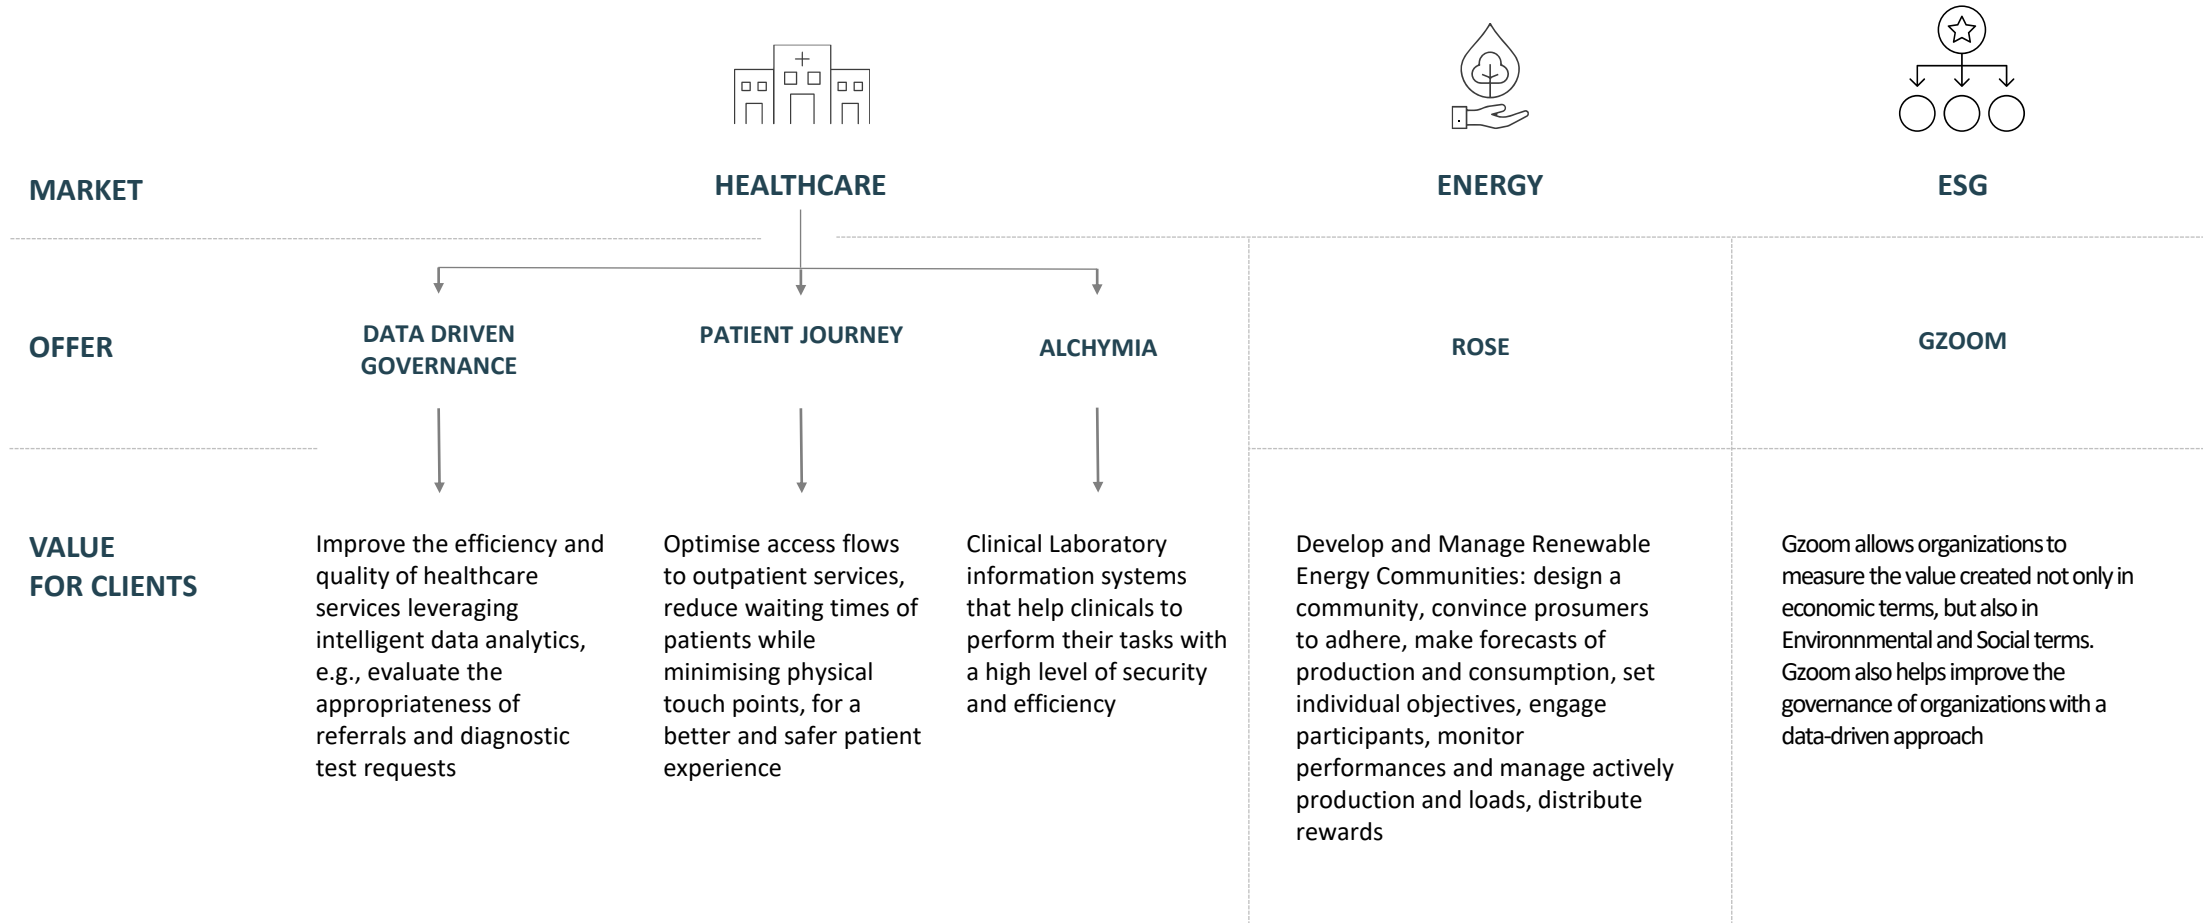 MARKET
HEALTHCARE
ENERGY
ESG
OFFER
DATA DRIVEN
GOVERNANCE
PATIENT JOURNEY
ALCHYMIA
ROSE
GZOOM
VALUE
FOR CLIENTS
Improve the efficiency and
quality of healthcare
services leveraging
intelligent data analytics,
e.g., evaluate the
appropriateness of
referrals and diagnostic
test requests
Optimise access flows
to outpatient services,
reduce waiting times of
patients while
minimising physical
touch points, for a
better and safer patient
experience
Clinical Laboratory
information systems
that help clinicals to
perform their tasks with
a high level of security
and efficiency
Develop and Manage Renewable
Energy Communities: design a
community, convince prosumers
to adhere, make forecasts of
production and consumption, set
individual objectives, engage
participants, monitor
performances and manage actively
production and loads, distribute
rewards
Gzoom allows organizations to
measure the value created not only in
economic terms, but also in
Environnmental and Social terms.
Gzoom also helps improve the
governance of organizations with a
data-driven approach